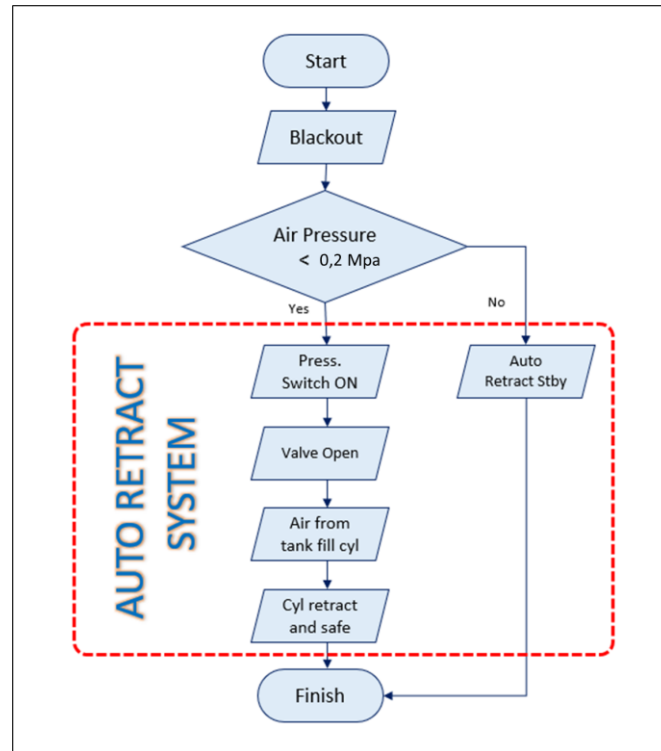 Start
Blackout
Air Pressure
< 0,2 Mpa
Yes
No
AUTO RETRACT
SYSTEM
Press.
Switch ON
Auto
Retract Stby
Valve Open
Air from
tank fill cyl
Cyl retract
and safe
Finish